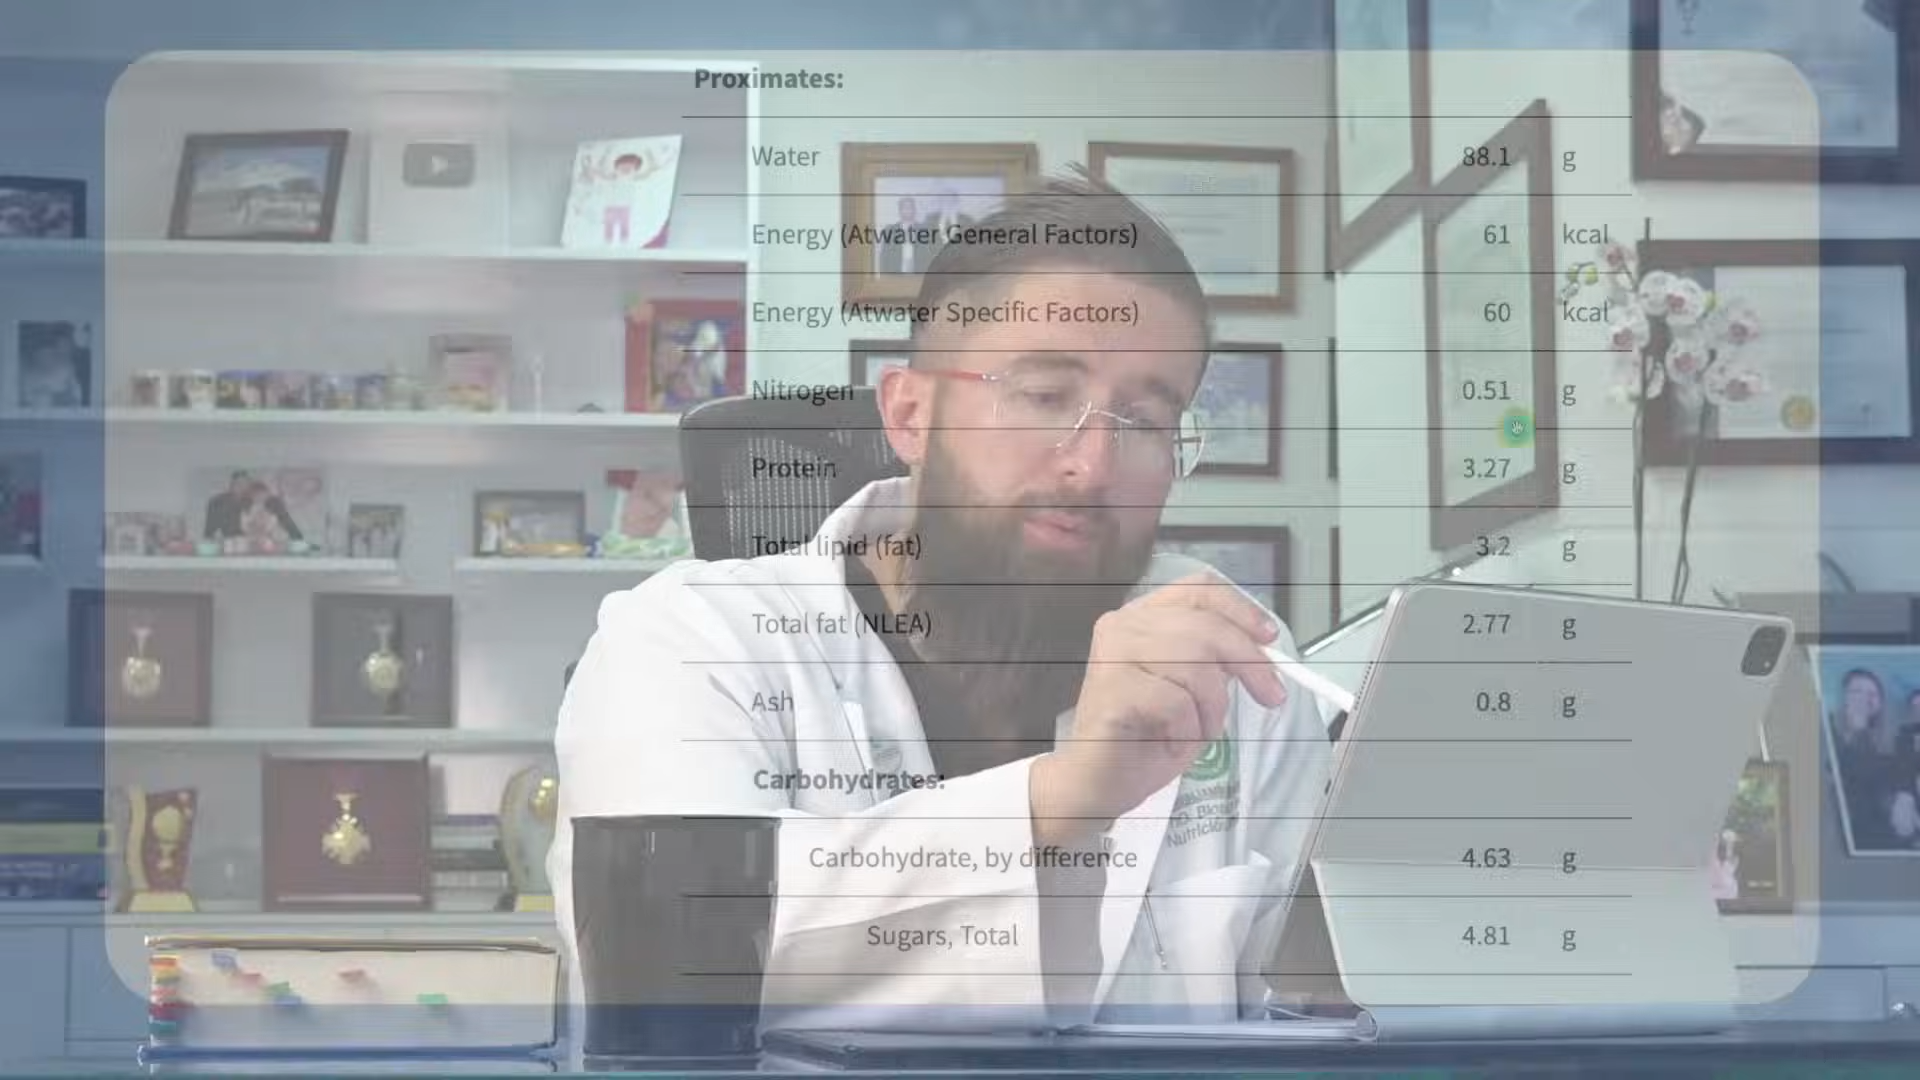 Proximates:
Water 88.1 g
Energy (Atwater General Factors) 61 kcal
Energy (Atwater Specific Factors) 60 kcal
Nitrogen 0.51 g
Protein 3.27 g
Total lipid (fat) 3.2 g
Total fat (NLEA) 2.77 g
Ash 0.8 g
Carbohydrates:
Carbohydrate, by difference 4.63 g
Sugars, Total 4.81 g